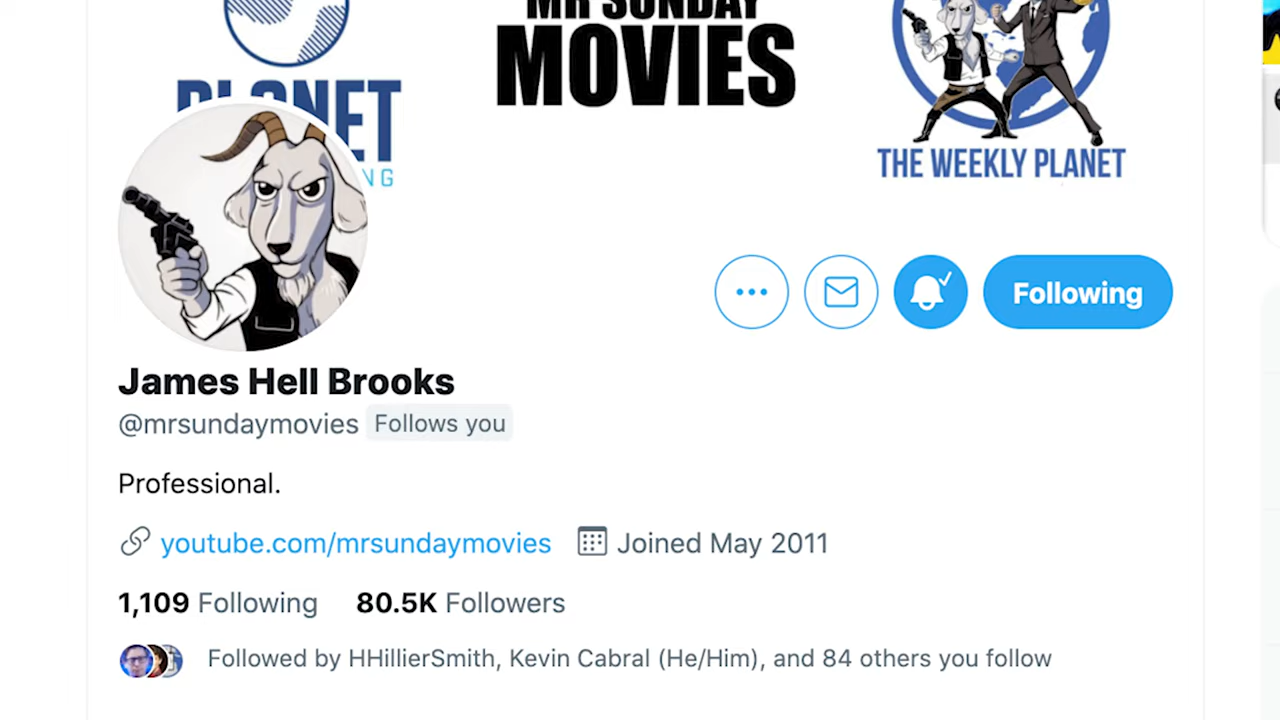 MR SUNDAY
MOVIES
PLANET
NG
THE WEEKLY PLANET
Following
James Hell Brooks
@mrsundaymovies Follows you
Professional.
youtube.com/mrsundaymovies Joined May 2011
1,109 Following 80.5K Followers
Followed by HHillierSmith, Kevin Cabral (He/Him), and 84 others you follow